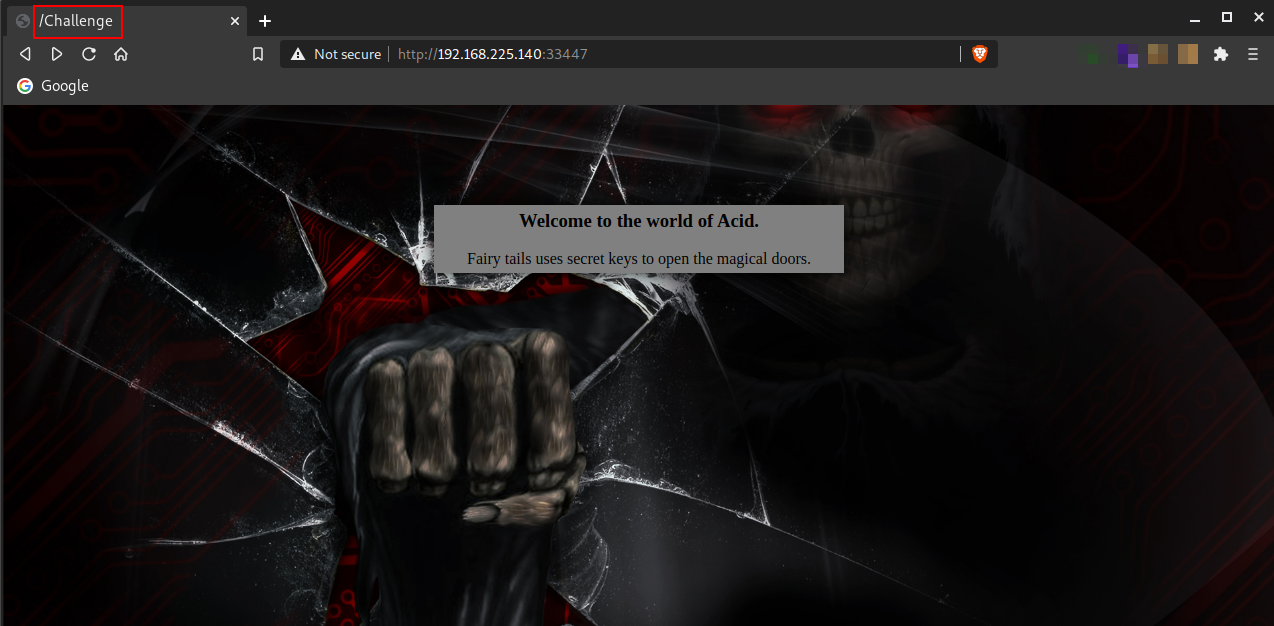 /Challenge
Not secure http://192.168.225.140:33447
Google
Welcome to the world of Acid.
Fairy tails uses secret keys to open the magical doors.